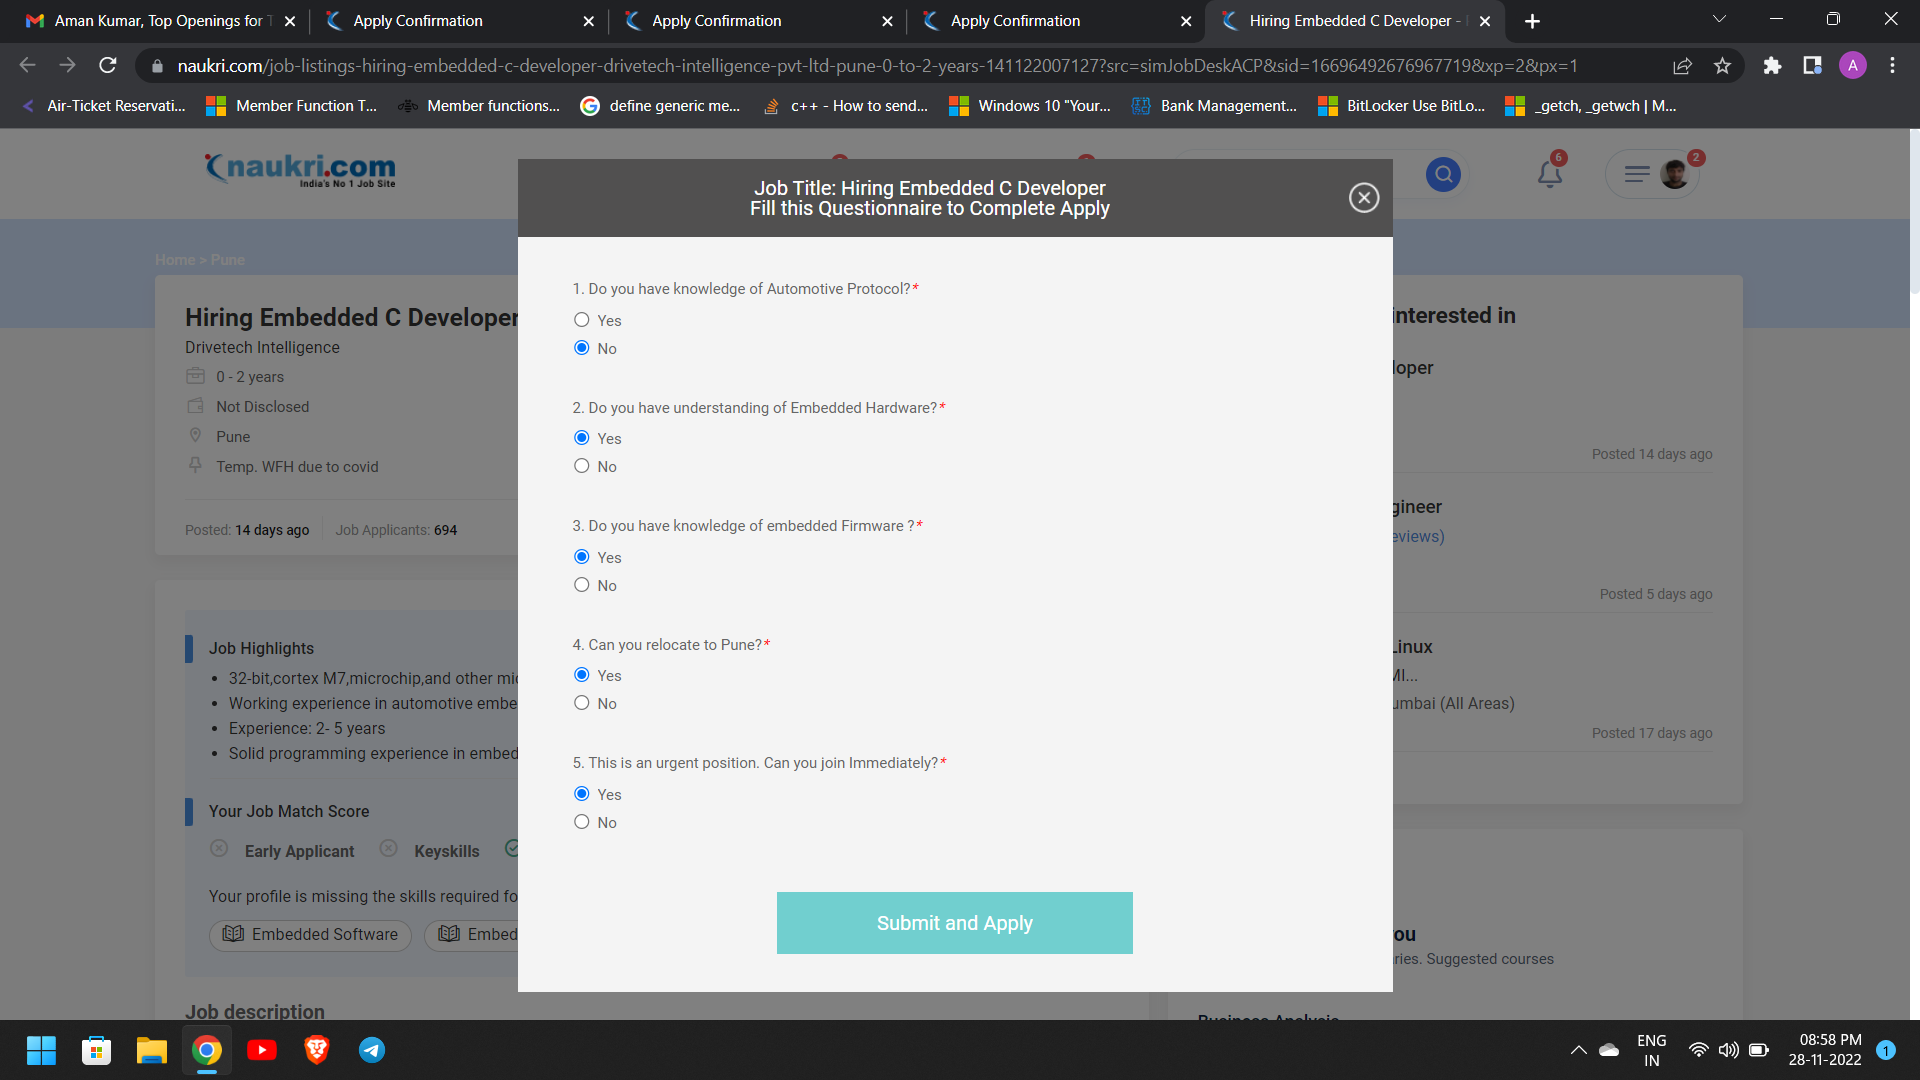 Aman Kumar, Top Openings for T
Apply Confirmation
Apply Confirmation
Apply Confirmation
Hiring Embedded C Developer -
naukri.com/job-listings-hiring-embedded-c-developer-drivetech-intelligence-pvt-ltd-pune-0-to-2-years-141122007127?src=simJobDeskACP&sid=16696492676967719&xp=2&px=1
A
Air-Ticket Reservati...
Member Function T...
Member functions...
define generic me...
c++ - How to send...
Windows 10 "Your...
Bank Management...
BitLocker Use BitLo...
_getch, _getwch | M...
naukri.com
India's No 1 Job Site
6
2
Job Title: Hiring Embedded C Developer
Fill this Questionnaire to Complete Apply
Home > Pune
Hiring Embedded C Developer
Drivetech Intelligence
0 - 2 years
Not Disclosed
Pune
Temp. WFH due to covid
Posted: 14 days ago
Job Applicants: 694
Job Highlights
• 32-bit,cortex M7,microchip,and other mi
• Working experience in automotive embe
• Experience: 2- 5 years
• Solid programming experience in embed
Your Job Match Score
Early Applicant
Keyskills
Your profile is missing the skills required fo
Embedded Software
Embed
Job description
1. Do you have knowledge of Automotive Protocol?*
Yes
No
2. Do you have understanding of Embedded Hardware?*
Yes
No
3. Do you have knowledge of embedded Firmware ?*
Yes
No
4. Can you relocate to Pune?*
Yes
No
5. This is an urgent position. Can you join Immediately?*
Yes
No
Submit and Apply
interested in
loper
Posted 14 days ago
gineer
eviews)
Posted 5 days ago
Linux
MI...
umbai (All Areas)
Posted 17 days ago
ou
ries. Suggested courses
Business Analysis
ENG
IN
08:58 PM
28-11-2022
1